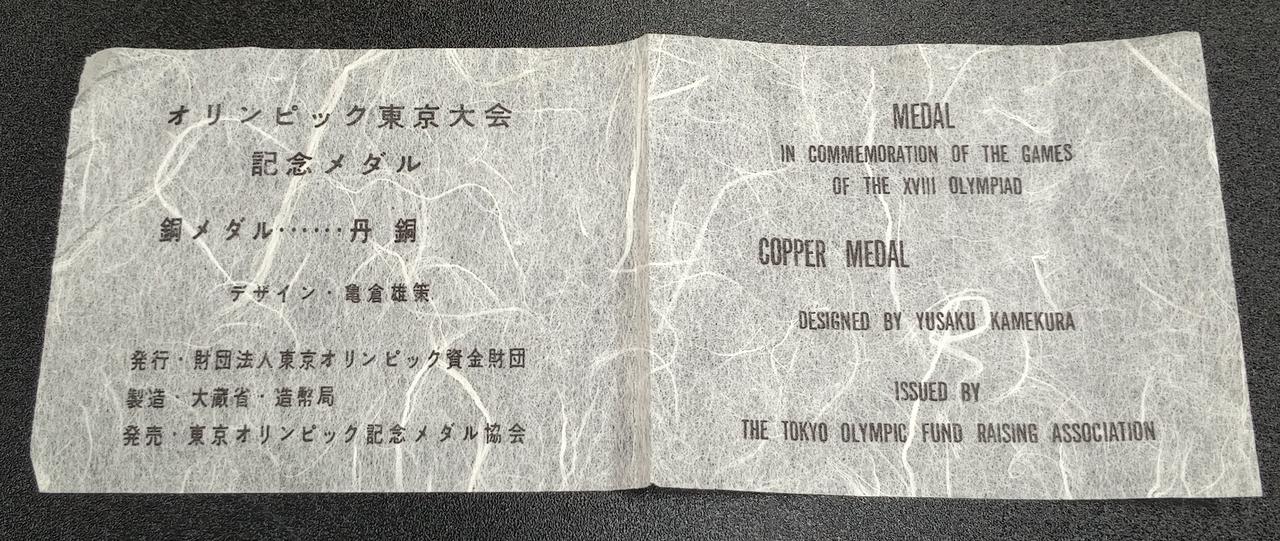 オリンピック東京大会
記念メダル
銅メダル……丹 銅
デザイン・亀倉雄策
発行・財団法人東京オリンピック資金財団
製造・大蔵省・造幣局
発売・東京オリンピック記念メダル協会
MEDAL
IN COMMEMORATION OF THE GAMES
OF THE XVIII OLYMPIAD
COPPER MEDAL
DESIGNED BY YUSAKU KAMEKURA
ISSUED BY
THE TOKYO OLYMPIC FUND RAISING ASSOCIATION